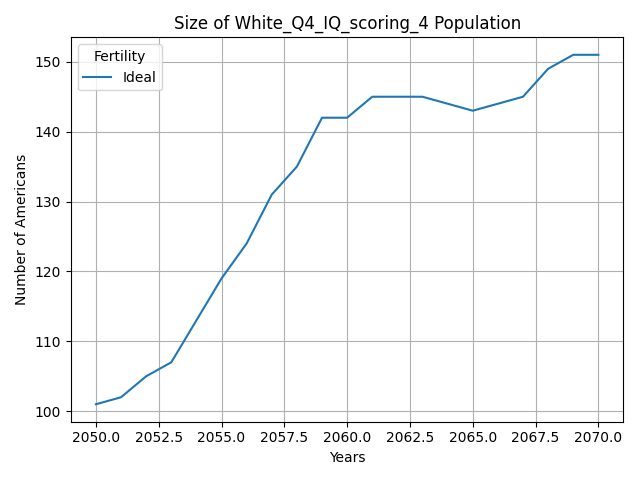 Size of White_Q4_IQ_scoring_4 Population
Fertility
Ideal
Number of Americans
150
140
130
120
110
100
2050.0 2052.5 2055.0 2057.5 2060.0 2062.5 2065.0 2067.5 2070.0
Years